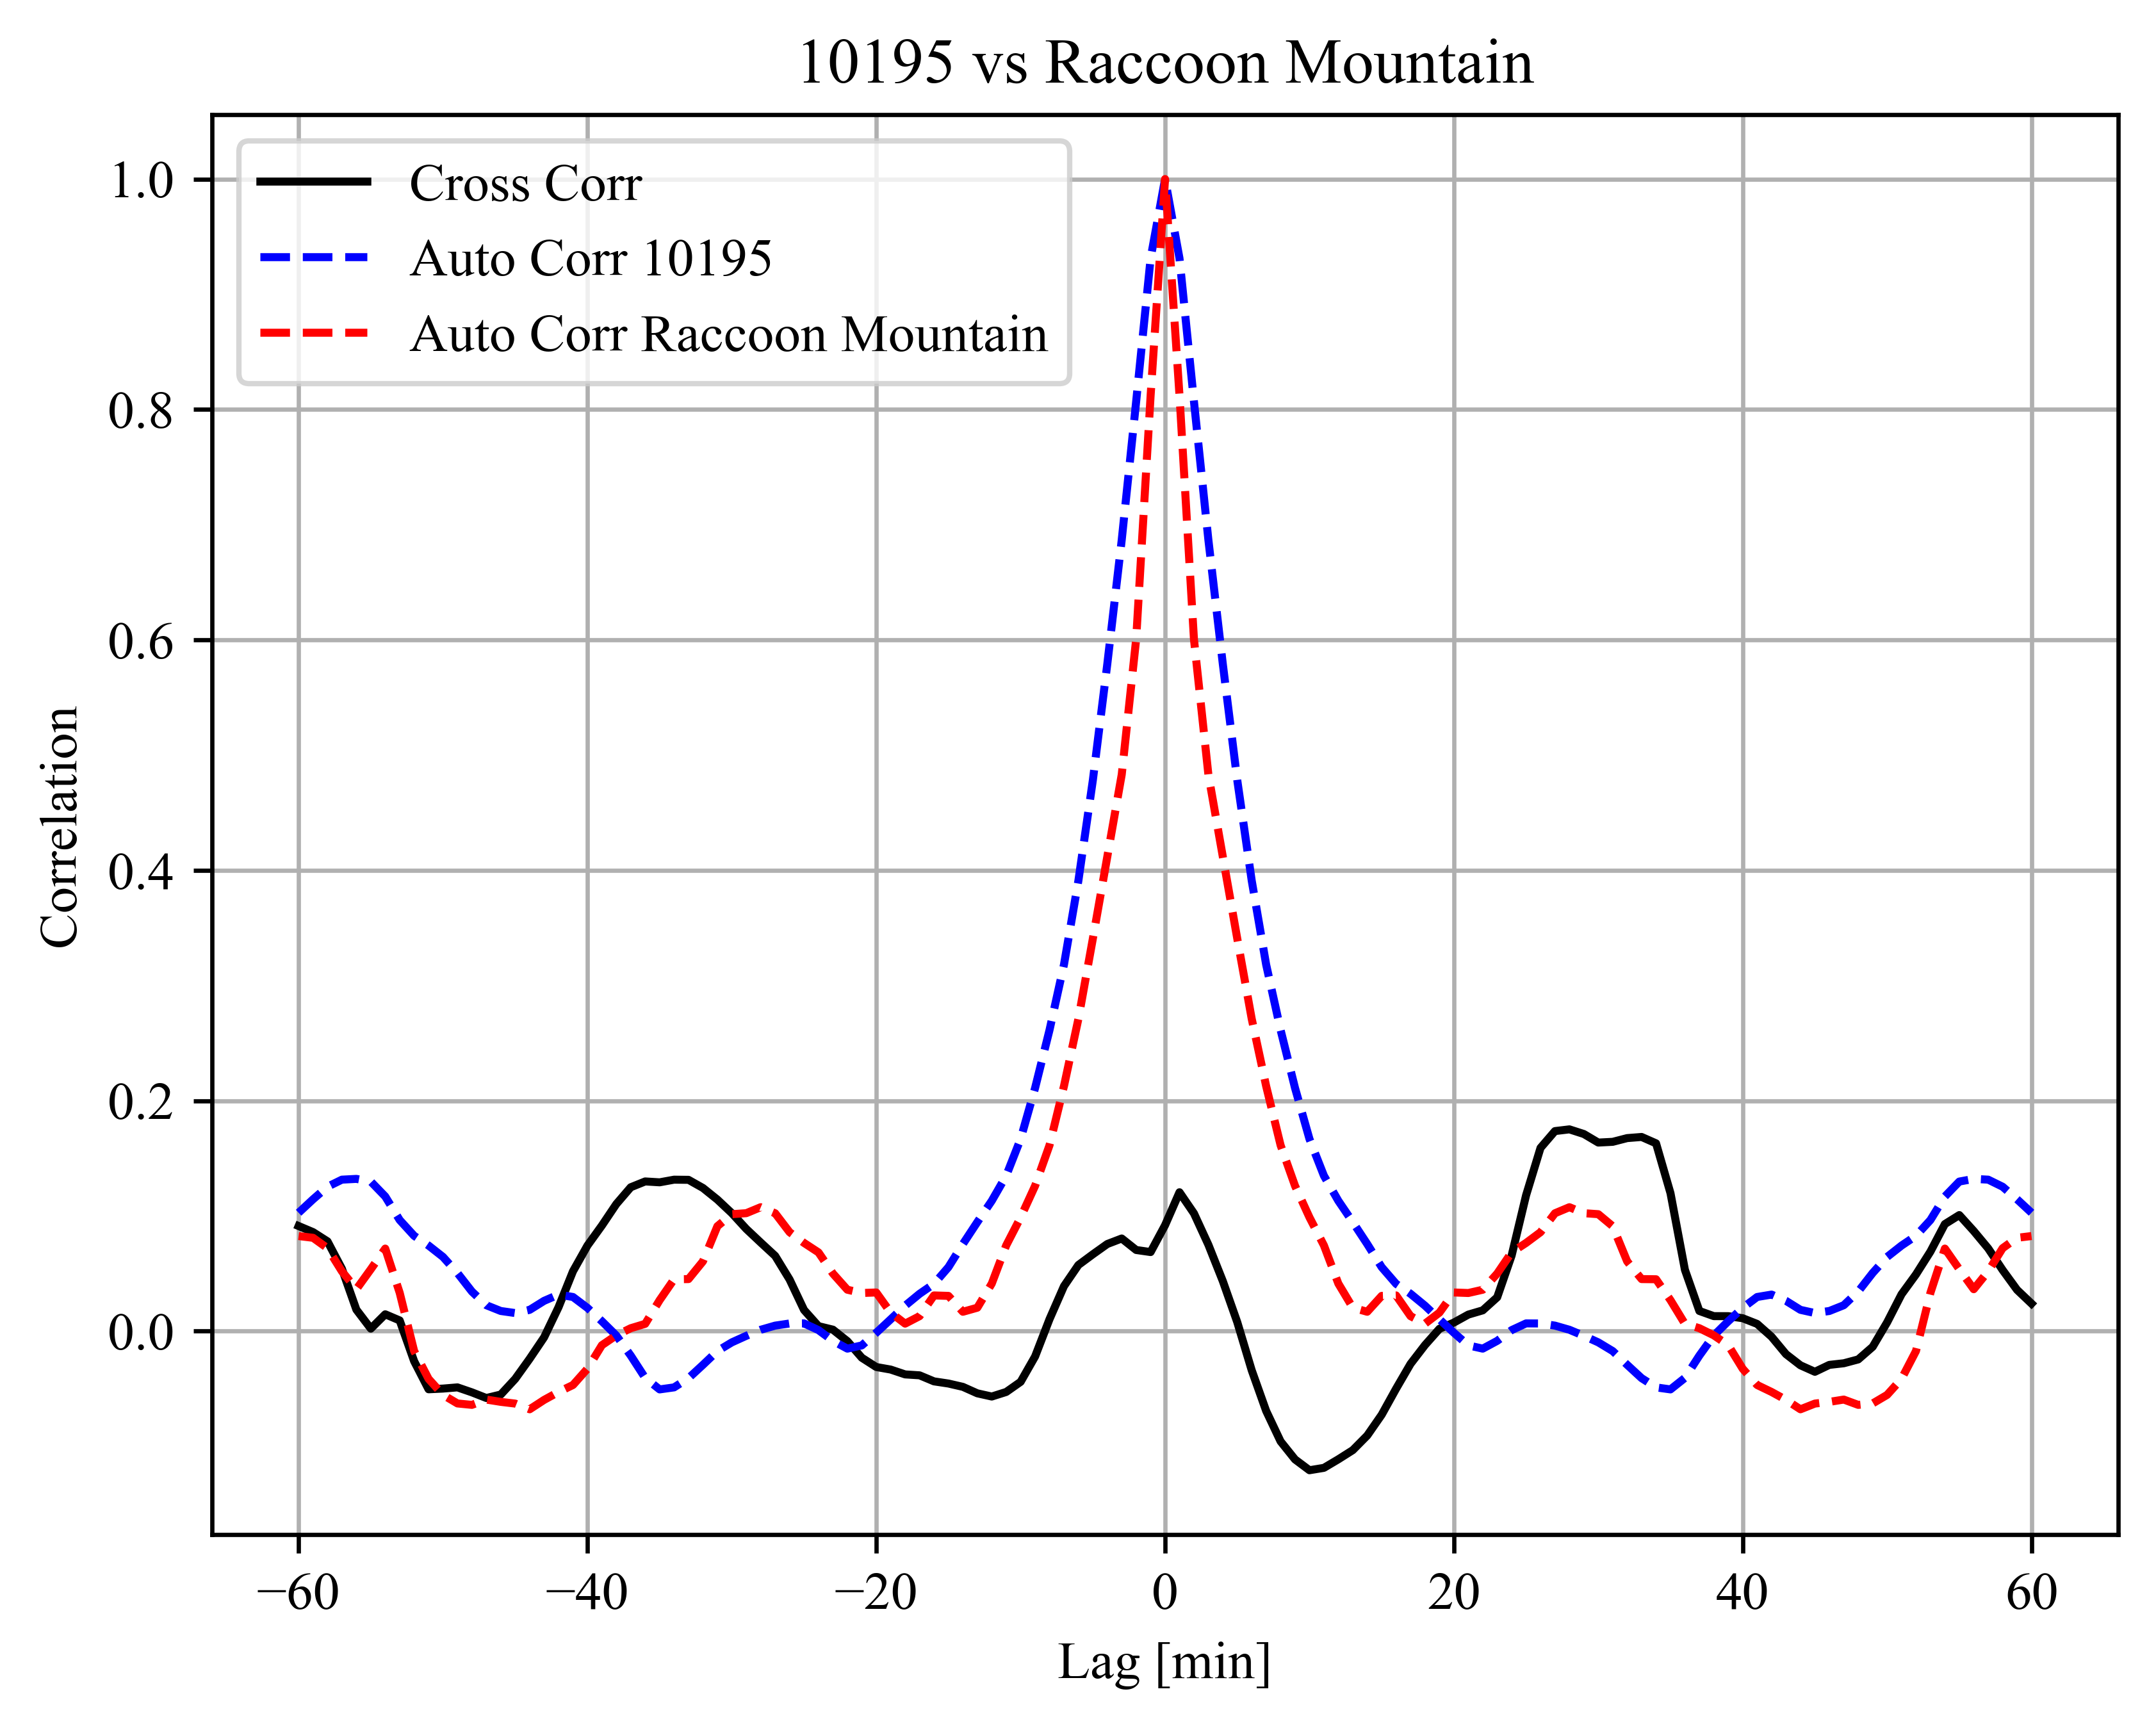 10195 vs Raccoon Mountain
Cross Corr
Auto Corr 10195
Auto Corr Raccoon Mountain
1.0
0.8
0.6
0.4
0.2
0.0
Correlation
−60 −40 −20 0 20 40 60
Lag [min]